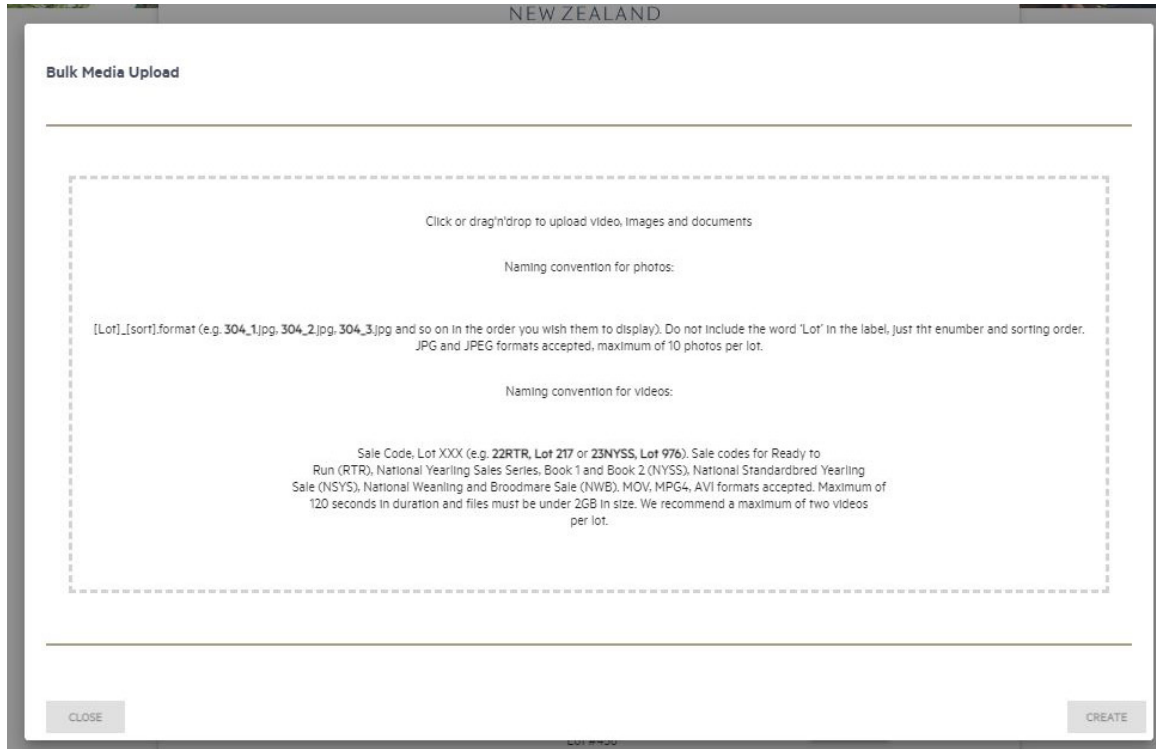 NEW ZEALAND
Bulk Media Upload
Click or drag'n'drop to upload video, images and documents
Naming convention for photos:
[Lot]_[sort].format (e.g. 304_1.jpg, 304_2.jpg, 304_3.jpg and so on in the order you wish them to display). Do not include the word 'Lot' in the label, just tht enumber and sorting order.
JPG and JPEG formats accepted, maximum of 10 photos per lot.
Naming convention for videos:
Sale Code, Lot XXX (e.g. 22RTR, Lot 217 or 23NYSS, Lot 976). Sale codes for Ready to
Run (RTR), National Yearling Sales Series, Book 1 and Book 2 (NYSS), National Standardbred Yearling
Sale (NSYS), National Weanling and Broodmare Sale (NWB). MOV, MPG4, AVI formats accepted. Maximum of
120 seconds in duration and files must be under 2GB in size. We recommend a maximum of two videos
per lot.
CLOSE
CREATE